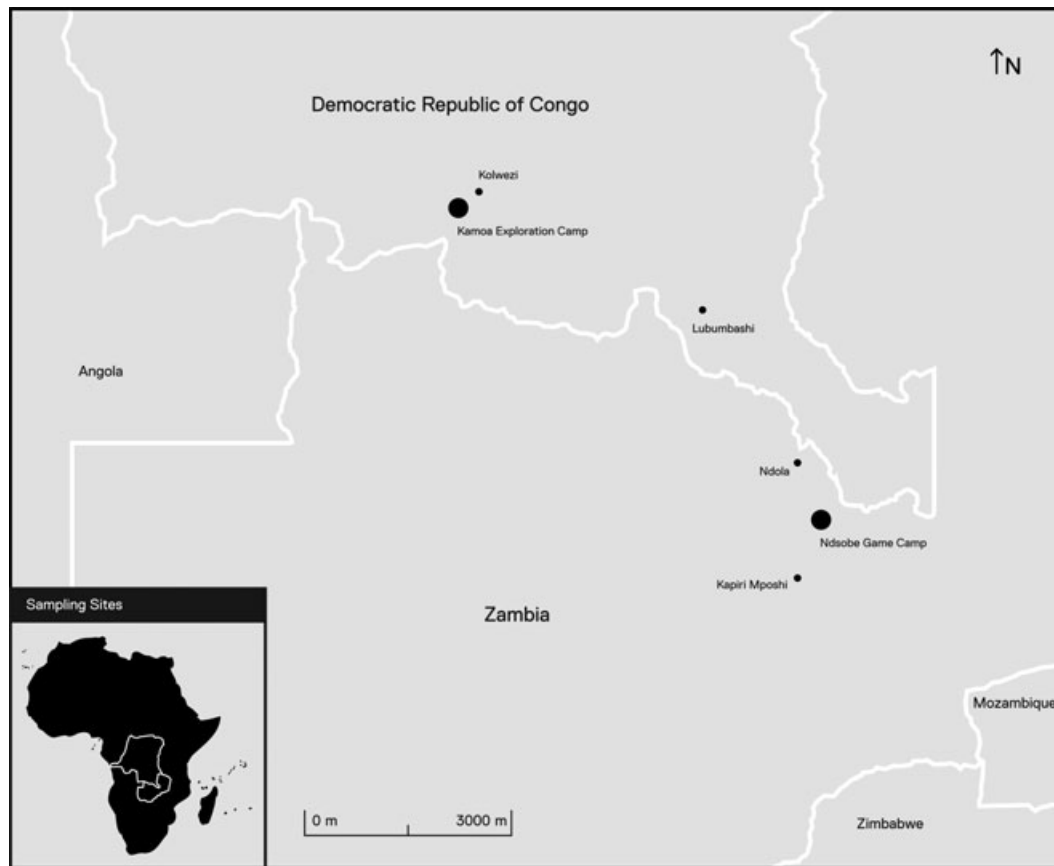 N
Democratic Republic of Congo
Kolwezi
Kamoa Exploration Camp
Lubumbashi
Angola
Ndola
Ndsobe Game Camp
Kapiri Mposhi
Sampling Sites
Zambia
Mozambique
0 m 3000 m
Zimbabwe